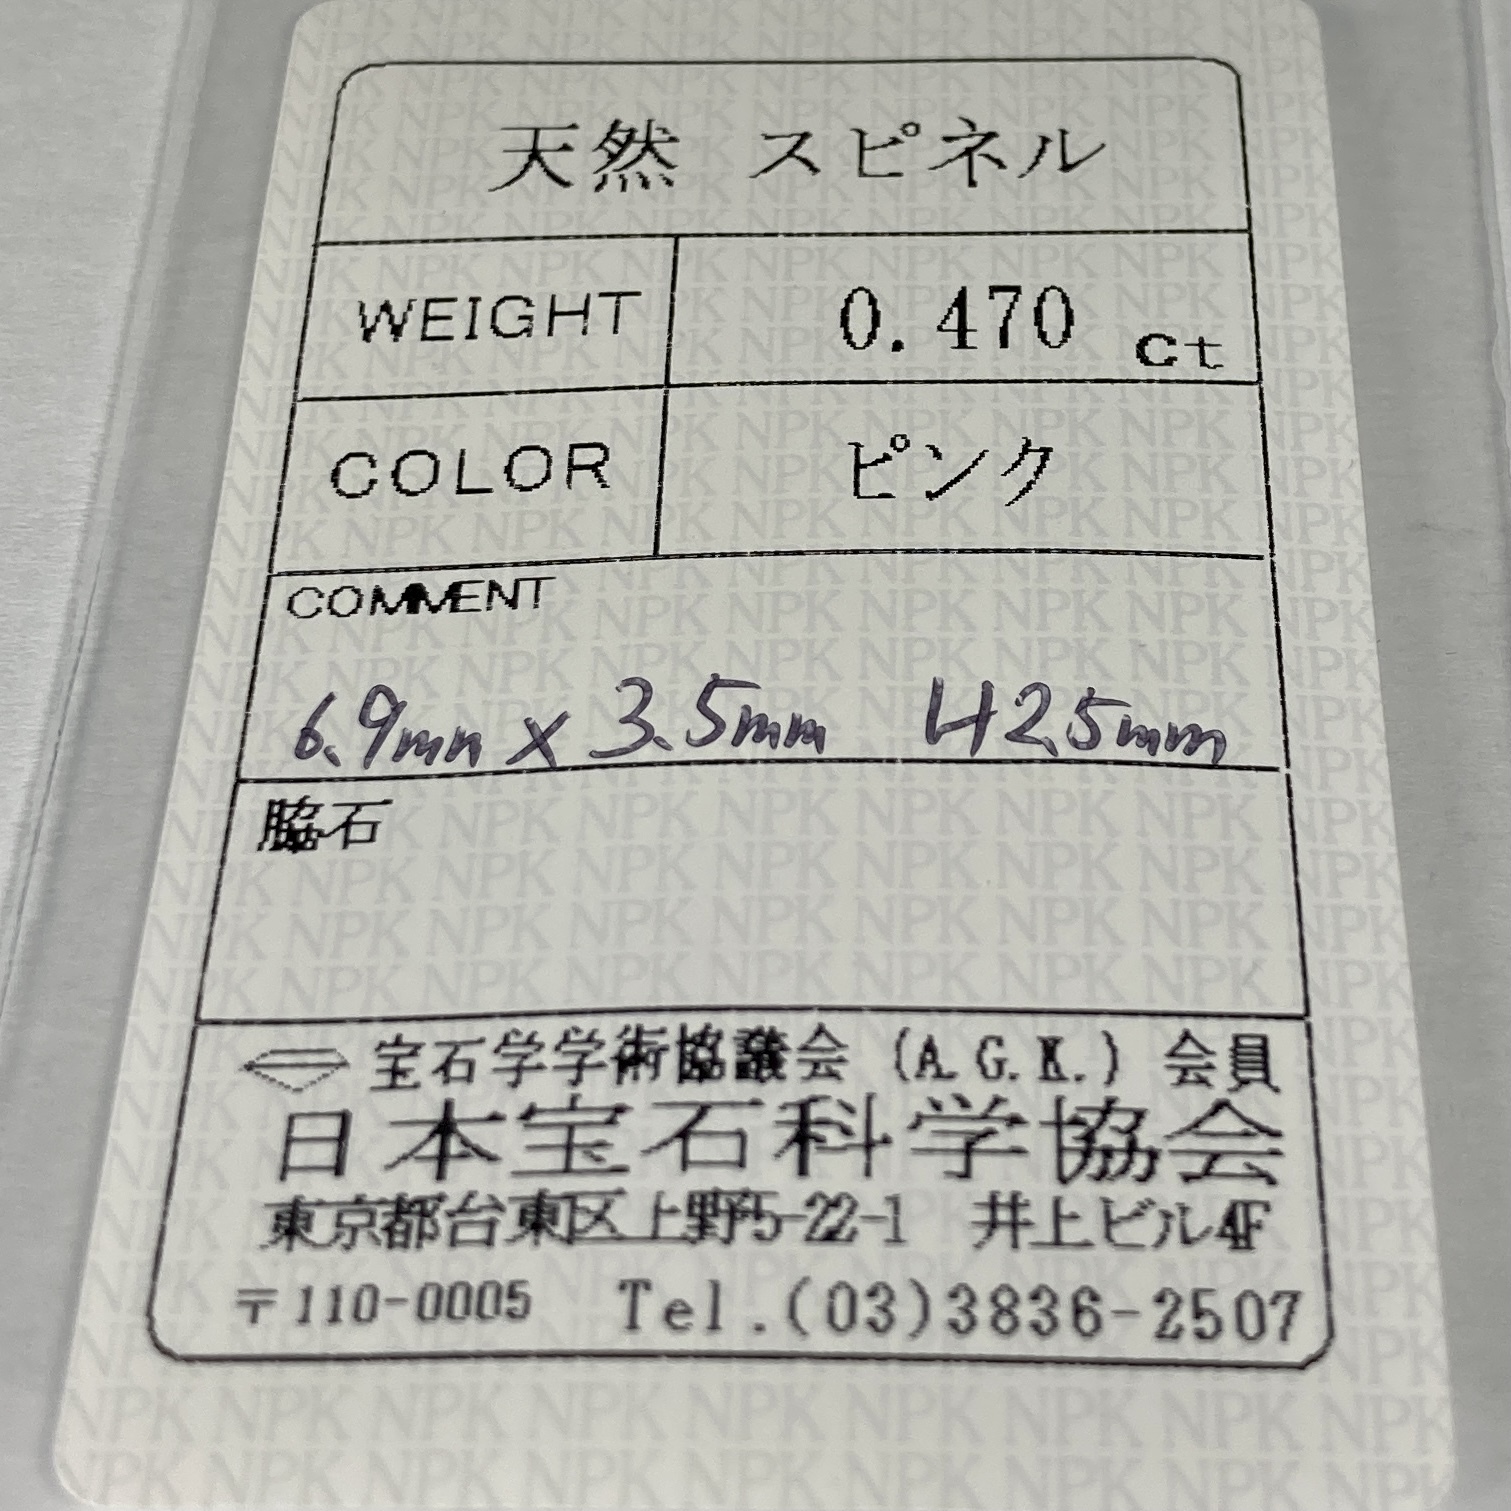 天然 スピネル
WEIGHT 0.470 ct
COLOR ピンク
COMMENT
6.9mm x 3.5mm H2.5mm
脇石
宝石学学術協議会 (A.G.K.) 会員
日本宝石科学協会
東京都台東区上野5-22-1 井上ビル4F
〒110-0005 Tel.(03)3836-2507